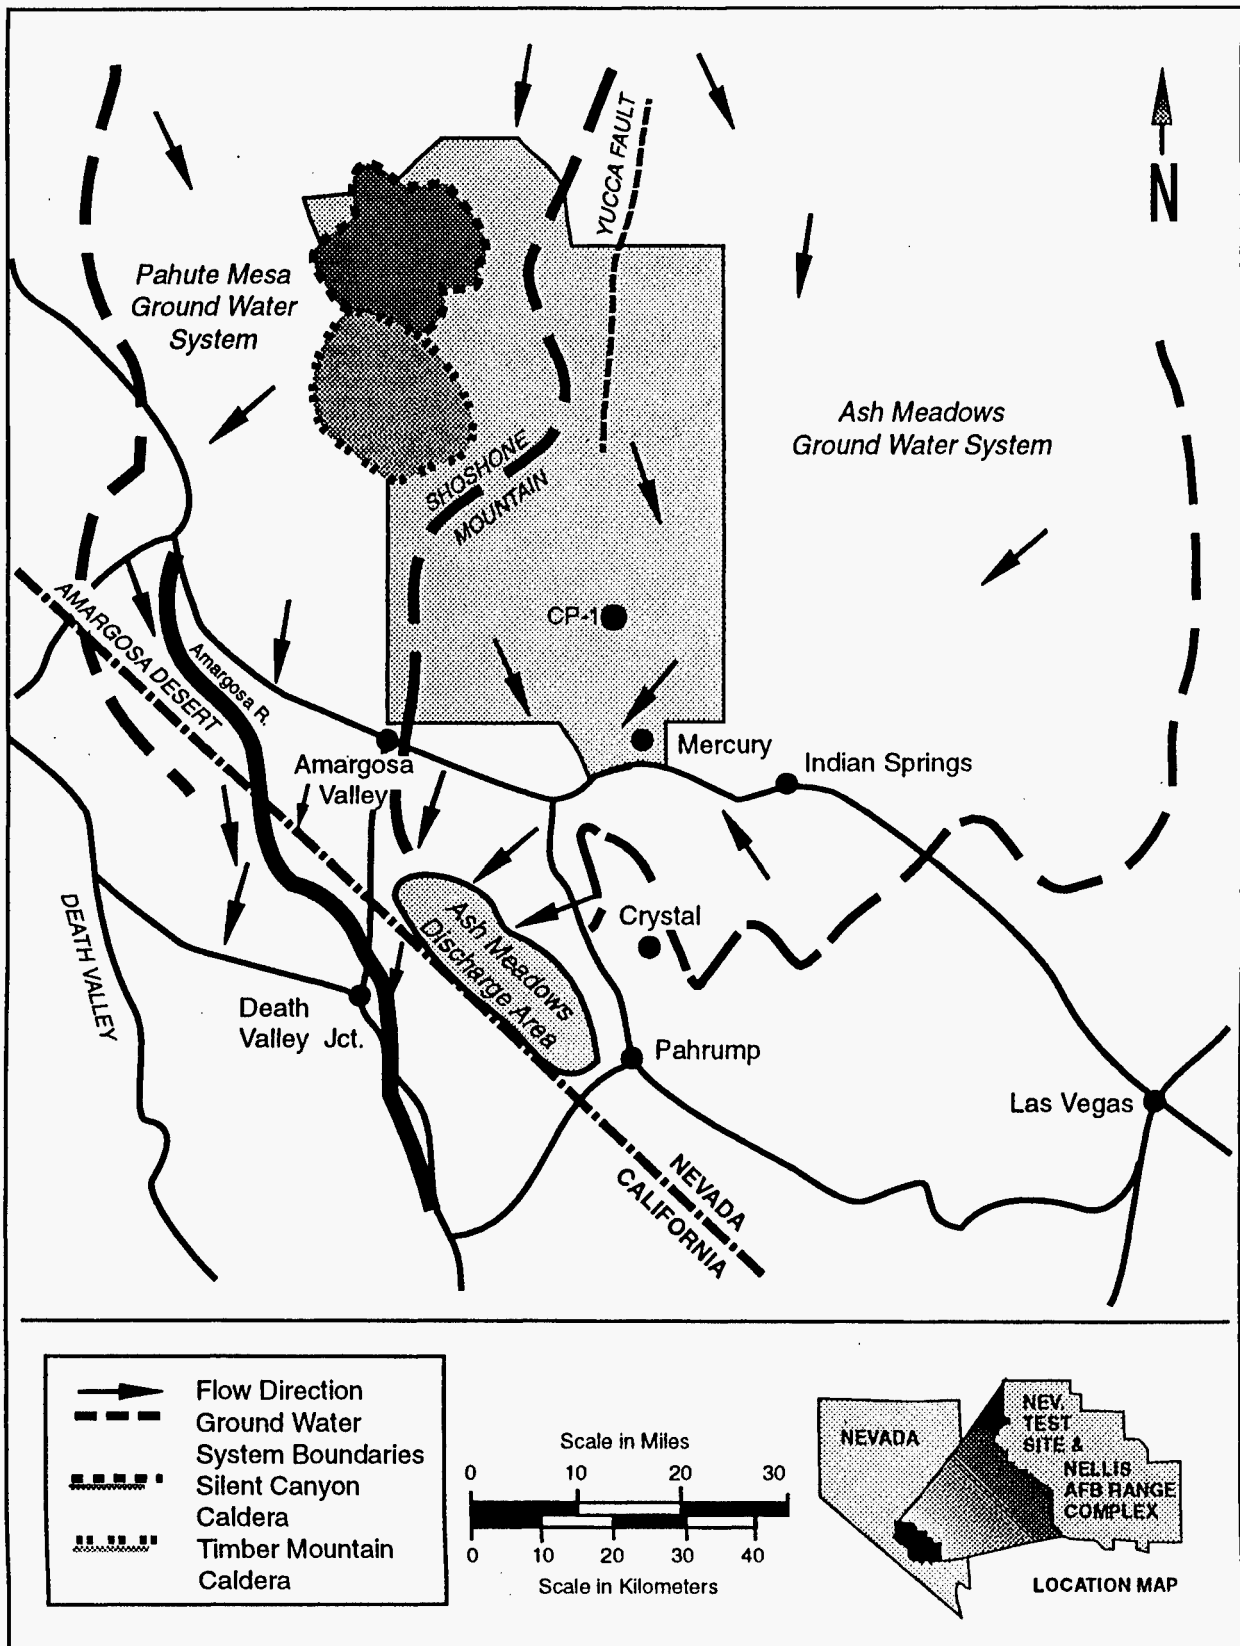 YUCCA FAULT
N
Pahute Mesa
Ground Water
System
Ash Meadows
Ground Water System
SHOSHONE
MOUNTAIN
CP-1
AMARGOSA DESERT
Amargosa R.
Mercury
Indian Springs
Amargosa
Valley
DEATH VALLEY
Ash Meadows
Discharge Area
Crystal
Death
Valley Jct.
Pahrump
Las Vegas
NEVADA
CALIFORNIA
Flow Direction
Ground Water
System Boundaries
Silent Canyon
Caldera
Timber Mountain
Caldera
Scale in Miles
0 10 20 30
0 10 20 30 40
Scale in Kilometers
NEVADA
NEV.
TEST
SITE &
NELLIS
AFB RANGE
COMPLEX
LOCATION MAP